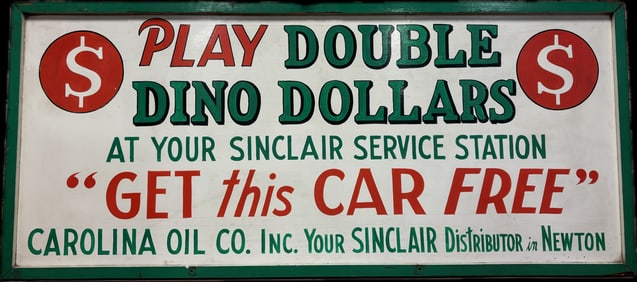 PLAY DOUBLE
$ $
DINO DOLLARS
AT YOUR SINCLAIR SERVICE STATION
“GET this CAR FREE”
CAROLINA OIL CO. INC. YOUR SINCLAIR DISTRIBUTOR in NEWTON